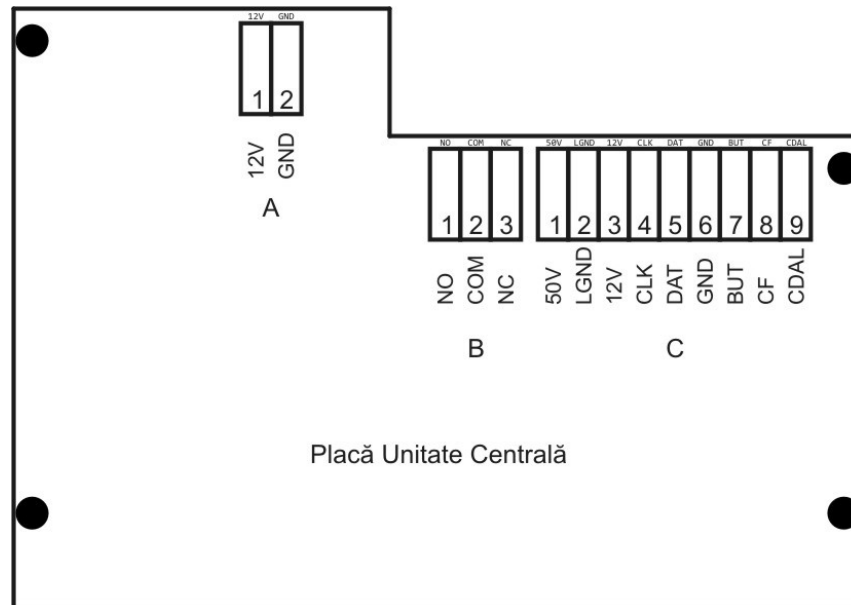 12V GND
1 2
12V GND
A
NO COM NC 50V LGND 12V CLK DAT GND BUT CF CDAL
1 2 3 1 2 3 4 5 6 7 8 9
NO COM NC 50V LGND 12V CLK DAT GND BUT CF CDAL
B C
Placă Unitate Centrală